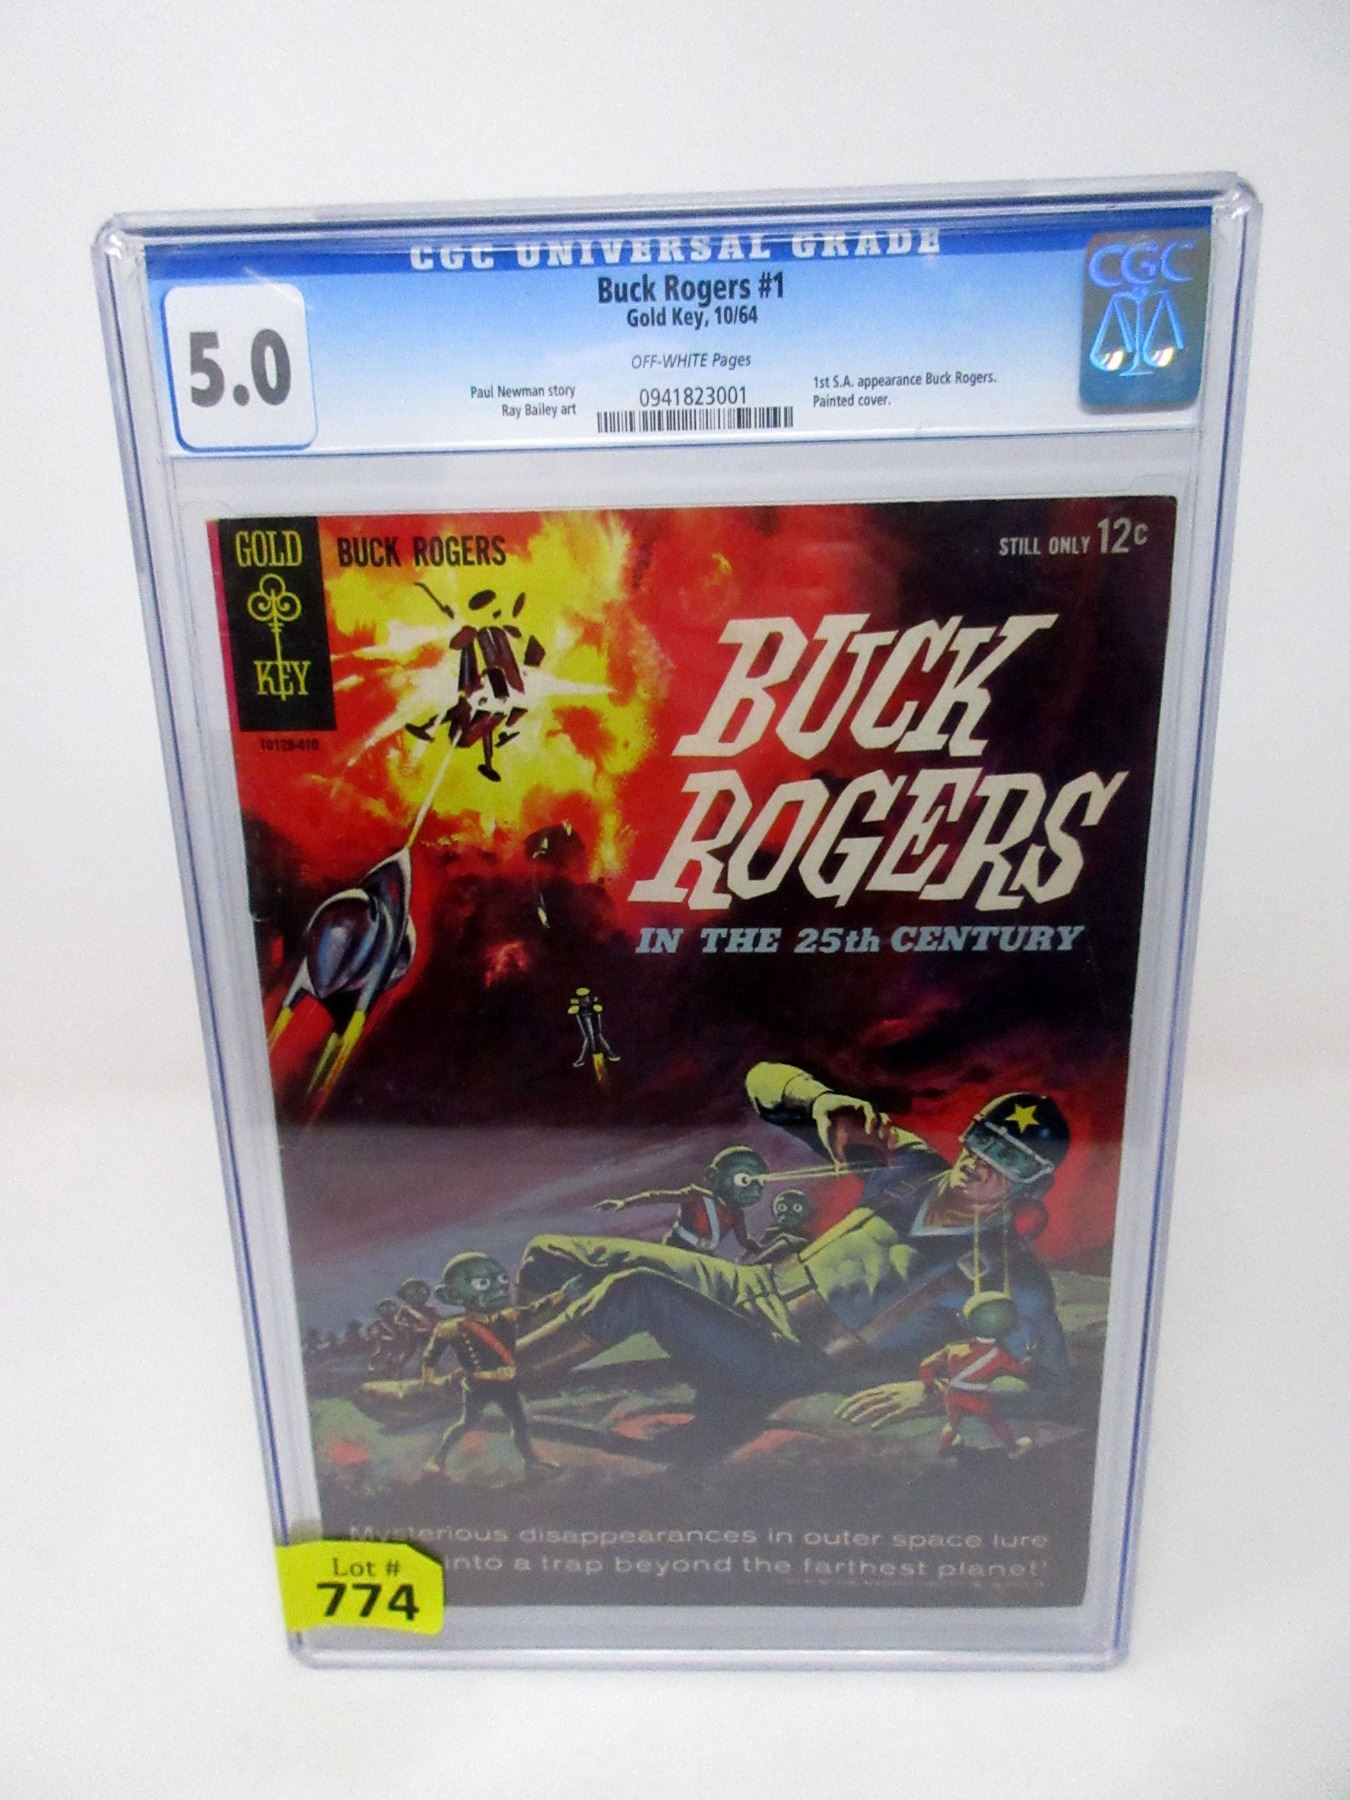 CGC UNIVERSAL GRADE
CGC
5.0
Buck Rogers #1
Gold Key, 10/64
OFF-WHITE Pages
Paul Newman story
Ray Bailey art
0941823001
1st S.A. appearance Buck Rogers.
Painted cover.
GOLD
KEY
BUCK ROGERS
STILL ONLY 12c
10128-410
BUCK
ROGERS
IN THE 25th CENTURY
Mysterious disappearances in outer space lure
into a trap beyond the farthest planet!
Lot #
774